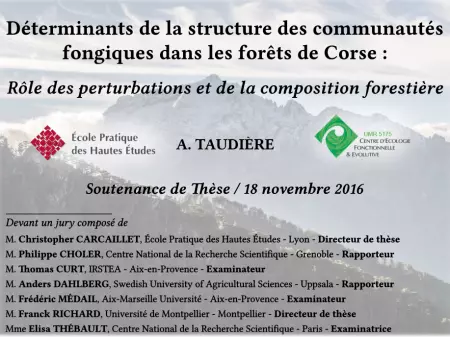 Déterminants de la structure des communautés
fongiques dans les forêts de Corse :
Rôle des perturbations et de la composition forestière
École Pratique
des Hautes Études
A. TAUDIÈRE
UMR 5175
CENTRE D'ÉCOLOGIE
FONCTIONNELLE
& EVOLUTIVE
Soutenance de Thèse / 18 novembre 2016
Devant un jury composé de
M. Christopher CARCAILLET, École Pratique des Hautes Études - Lyon - Directeur de thèse
M. Philippe CHOLER, Centre National de la Recherche Scientifique - Grenoble - Rapporteur
M. Thomas CURT, IRSTEA - Aix-en-Provence - Examinateur
M. Anders DAHLBERG, Swedish University of Agricultural Sciences - Uppsala - Rapporteur
M. Frédéric MÉDAIL, Aix-Marseille Université - Aix-en-Provence - Examinateur
M. Franck RICHARD, Université de Montpellier - Montpellier - Directeur de thèse
Mme Elisa THÉBAULT, Centre National de la Recherche Scientifique - Paris - Examinatrice